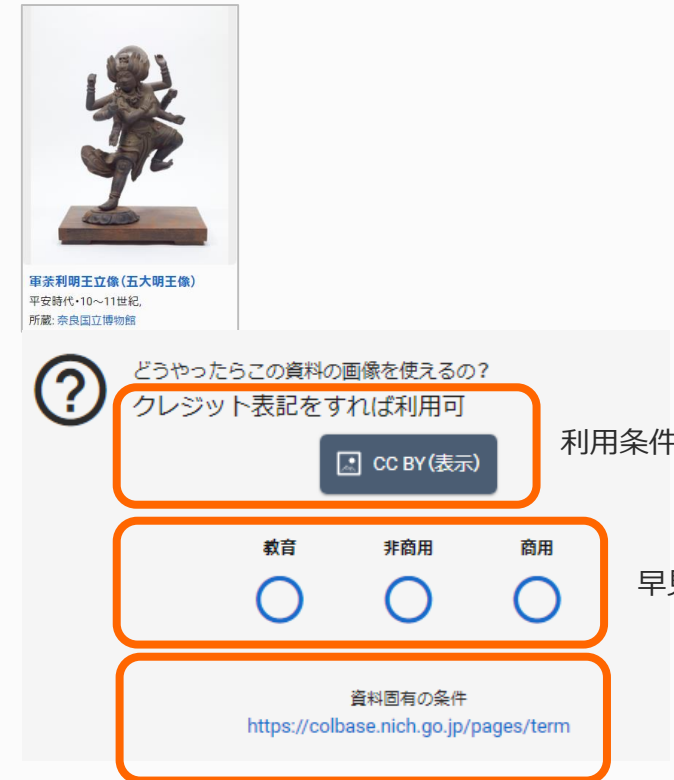 軍荼利明王立像（五大明王像）
平安時代・10～11世紀,
所蔵: 奈良国立博物館
どうやったらこの資料の画像を使えるの？
クレジット表記をすれば利用可
CC BY（表示）
利用条件
教育 非商用 商用
早
資料固有の条件
https://colbase.nich.go.jp/pages/term